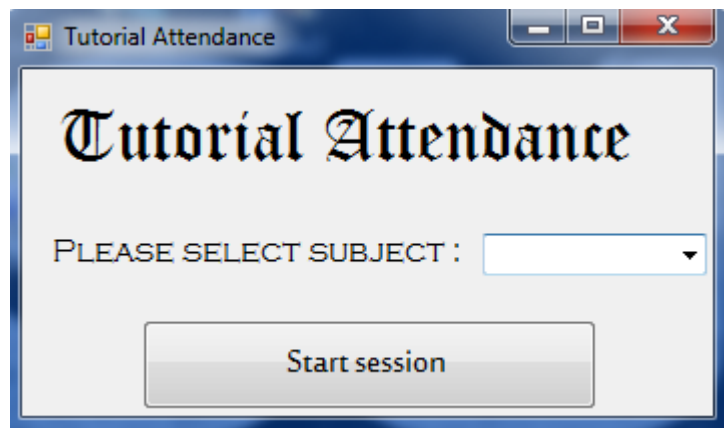 Tutorial Attendance
Tutorial Attendance
PLEASE SELECT SUBJECT :
Start session